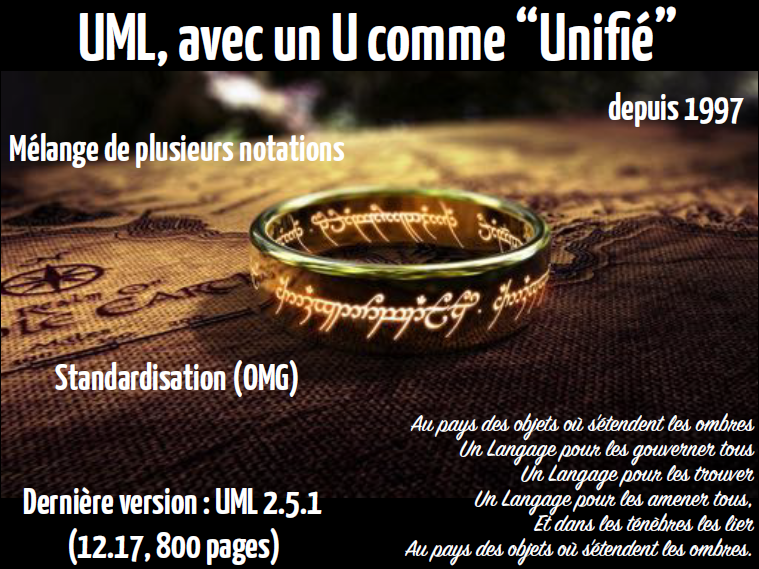 UML, avec un U comme “Unifié”
depuis 1997
Mélange de plusieurs notations
Standardisation (OMG)
Au pays des objets où s'étendent les ombres
Un Langage pour les gouverner tous
Un Langage pour les trouver
Un Langage pour les amener tous,
Et dans les ténèbres les lier
Au pays des objets où s'étendent les ombres.
Dernière version : UML 2.5.1
(12.17, 800 pages)